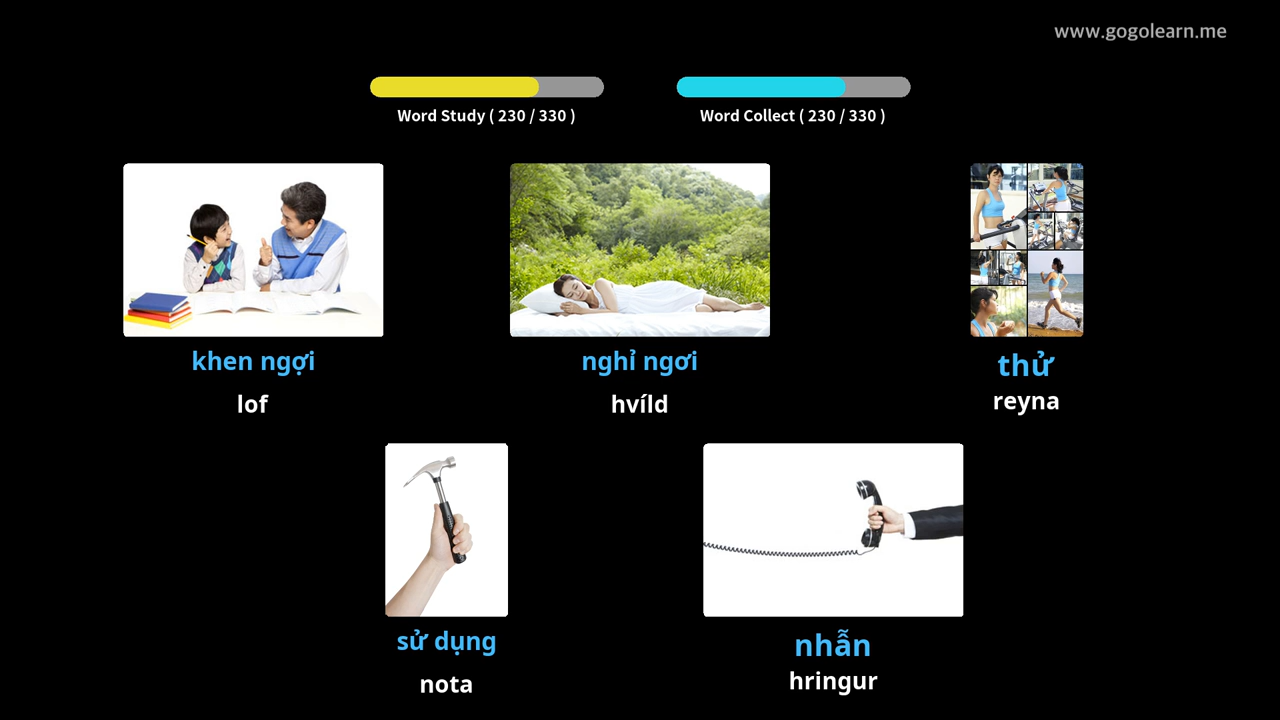 www.gogolearn.me
Word Study ( 230 / 330 )
Word Collect ( 230 / 330 )
khen ngợi
lof
nghỉ ngơi
hvíld
thử
reyna
sử dụng
nota
nhẫn
hringur